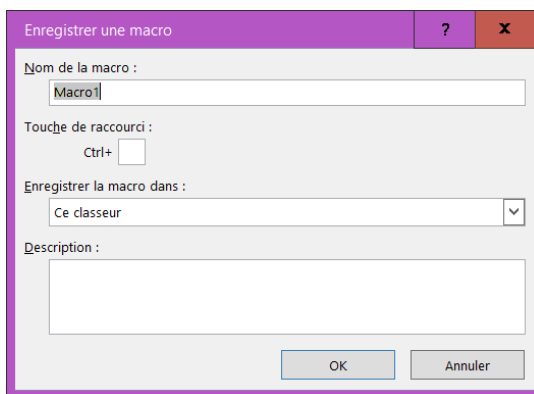 Enregistrer une macro
?
x
Nom de la macro :
Macro1
Touche de raccourci :
Ctrl+
Enregistrer la macro dans :
Ce classeur
Description :
OK
Annuler